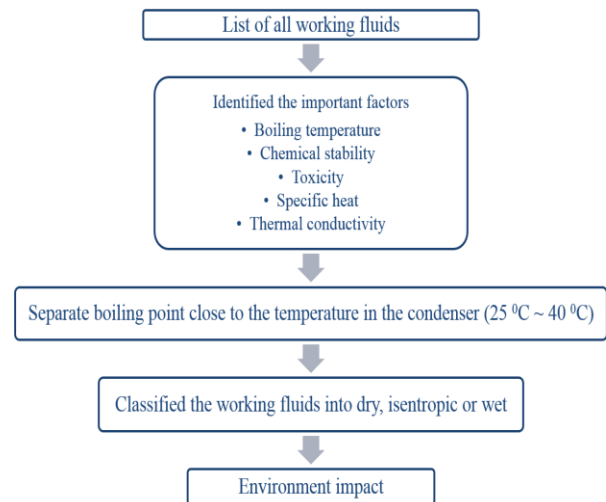 List of all working fluids
Identified the important factors
• Boiling temperature
• Chemical stability
• Toxicity
• Specific heat
• Thermal conductivity
Separate boiling point close to the temperature in the condenser (25 ⁰C ~ 40 ⁰C)
Classified the working fluids into dry, isentropic or wet
Environment impact